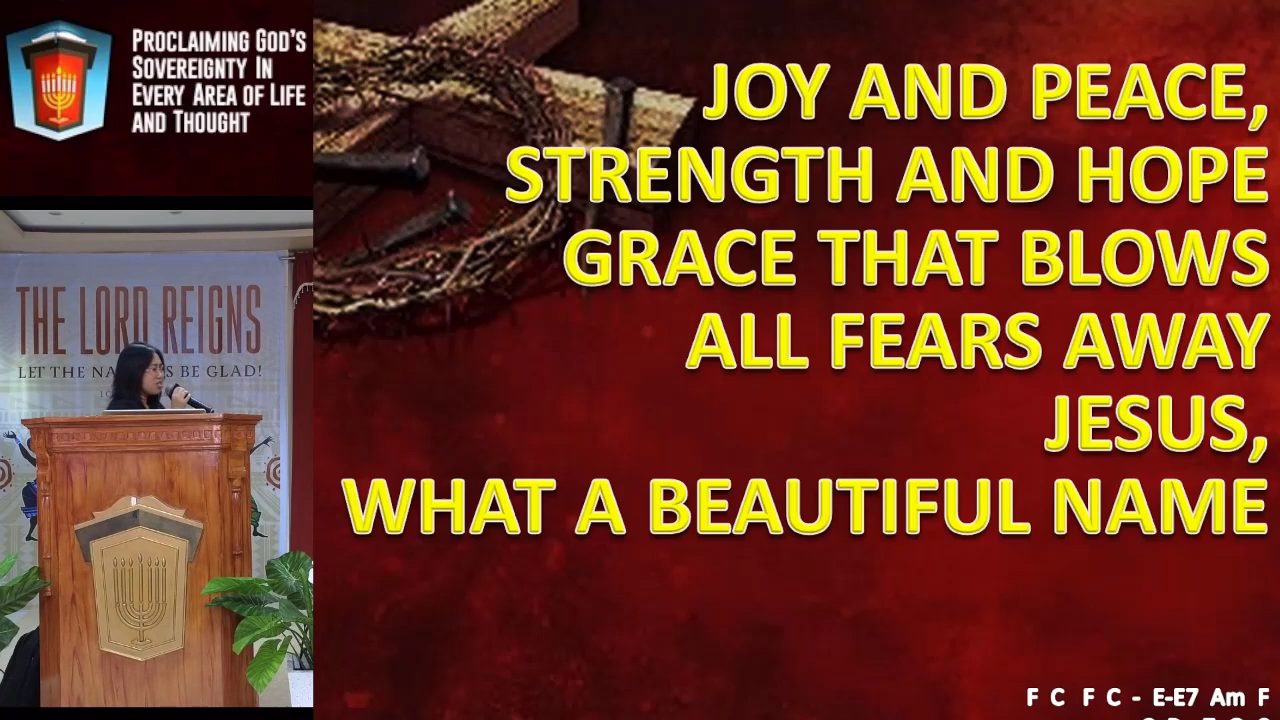 PROCLAIMING GOD'S
SOVEREIGNTY IN
EVERY AREA OF LIFE
AND THOUGHT
JOY AND PEACE,
STRENGTH AND HOPE
GRACE THAT BLOWS
ALL FEARS AWAY
JESUS,
WHAT A BEAUTIFUL NAME
THE LORD REIGNS
LET THE BE GLAD!
F C F C - E-E7 Am F